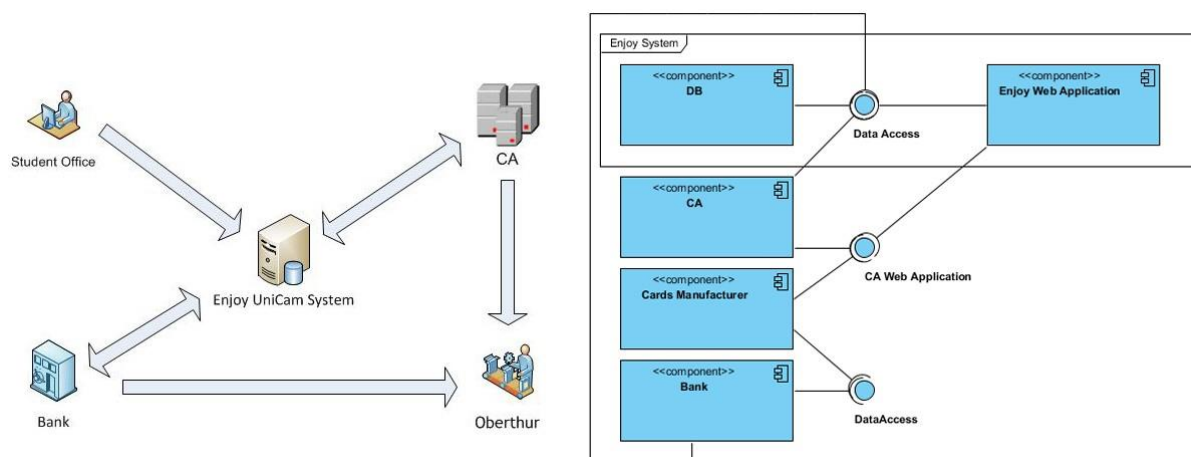 Student Office
CA
Enjoy UniCam System
Bank
Oberthur
Enjoy System
<<component>>
DB
<<component>>
Enjoy Web Application
Data Access
<<component>>
CA
CA Web Application
<<component>>
Cards Manufacturer
<<component>>
Bank
DataAccess